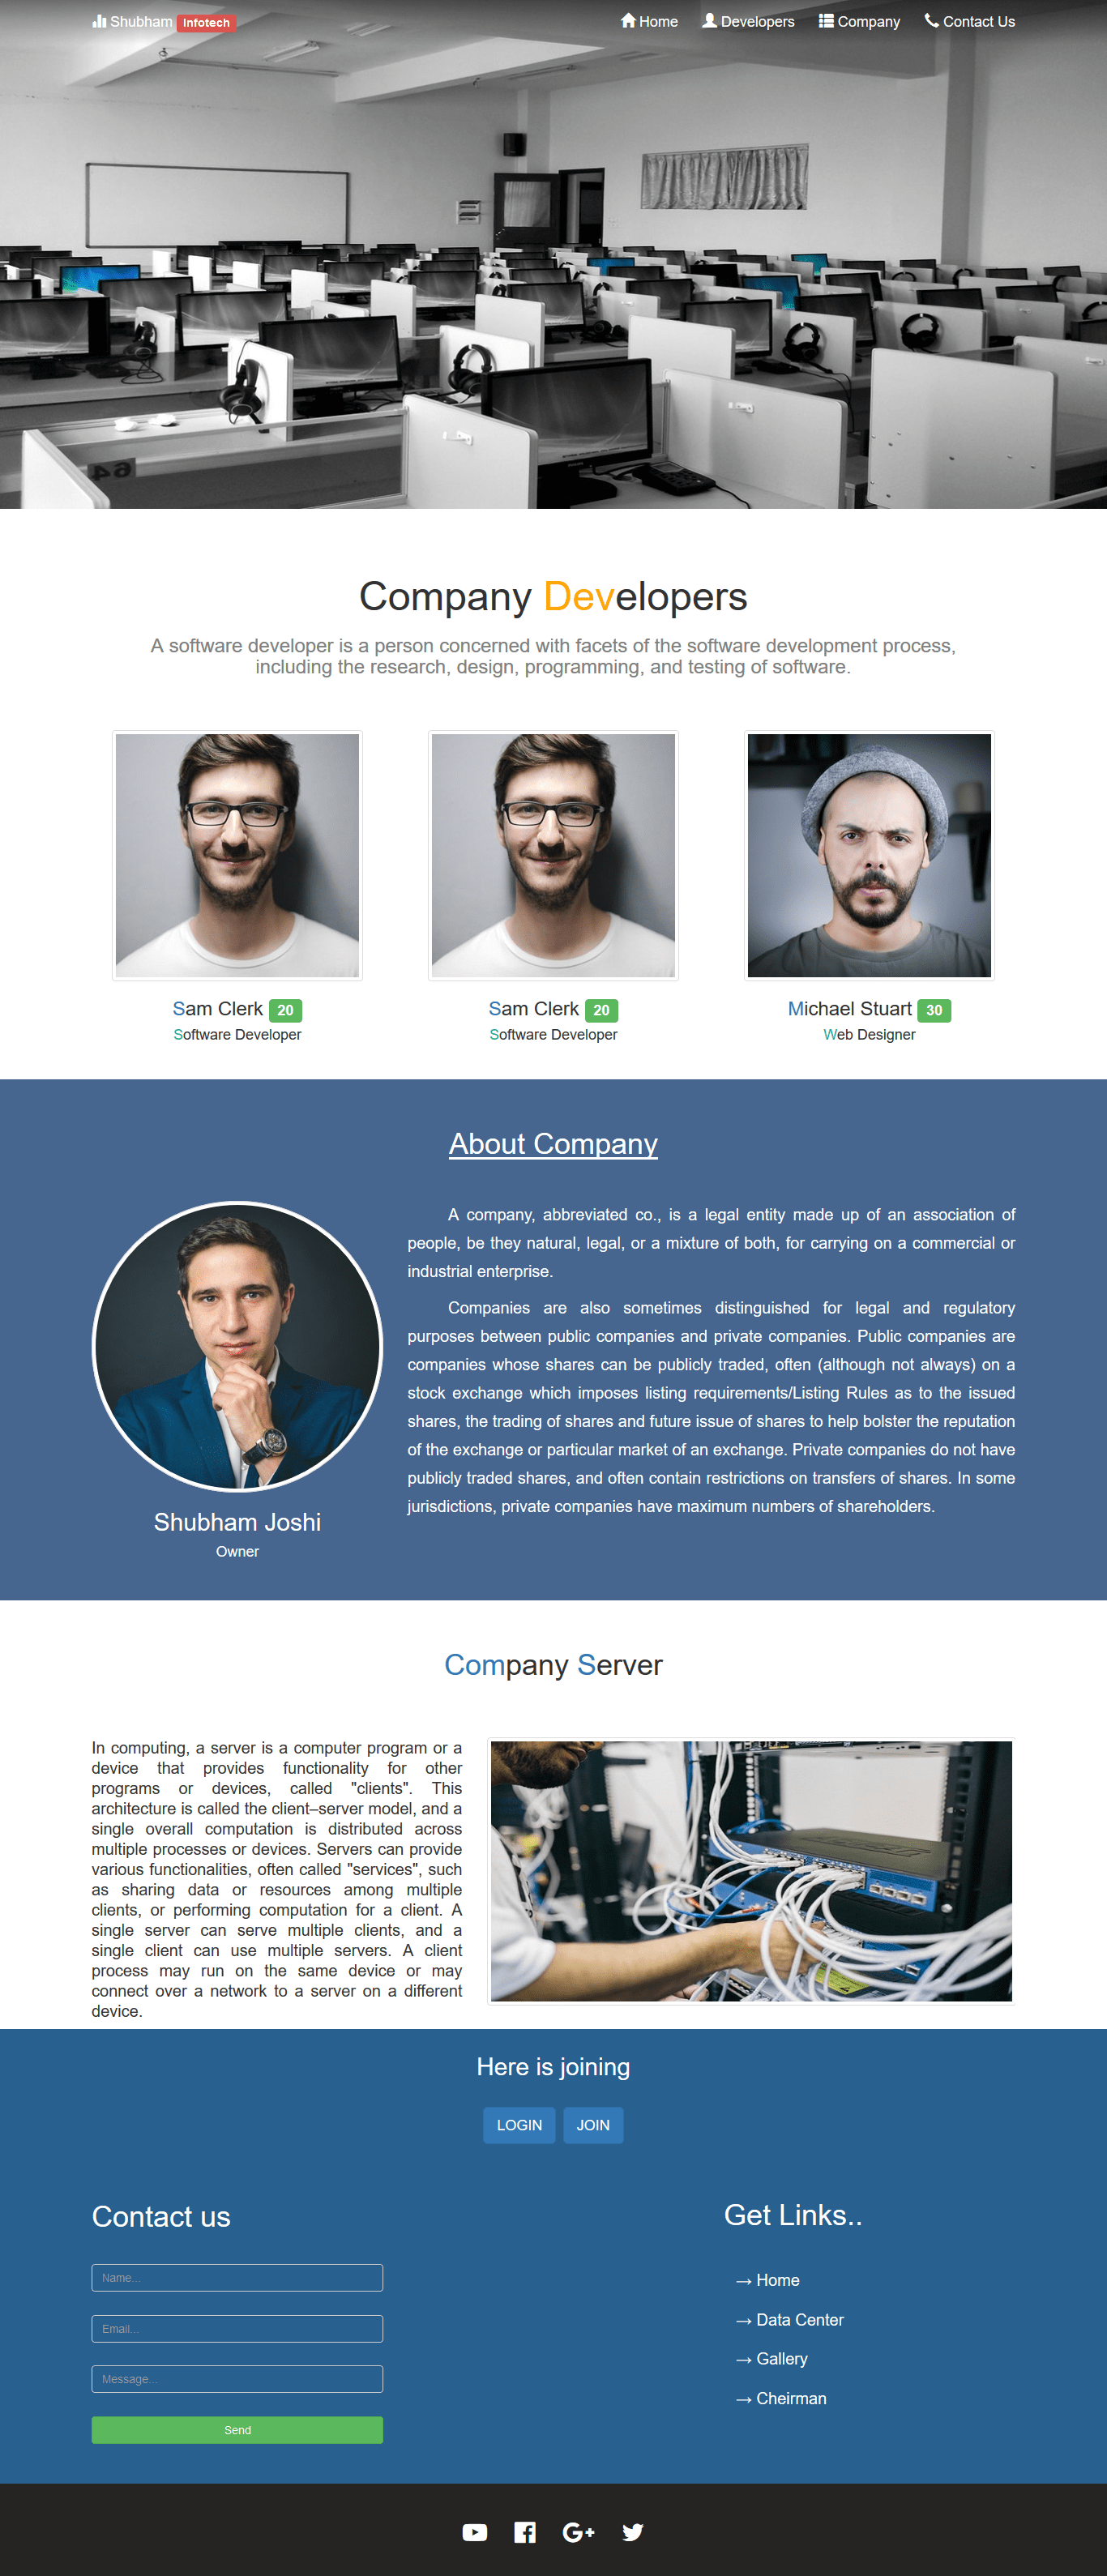 Shubham Infotech
Home Developers Company Contact Us
Company Developers
A software developer is a person concerned with facets of the software development process,
including the research, design, programming, and testing of software.
Sam Clerk 20
Software Developer
Sam Clerk 20
Software Developer
Michael Stuart 30
Web Designer
About Company
A company, abbreviated co., is a legal entity made up of an association of
people, be they natural, legal, or a mixture of both, for carrying on a commercial or
industrial enterprise.
Companies are also sometimes distinguished for legal and regulatory
purposes between public companies and private companies. Public companies are
companies whose shares can be publicly traded, often (although not always) on a
stock exchange which imposes listing requirements/Listing Rules as to the issued
shares, the trading of shares and future issue of shares to help bolster the reputation
of the exchange or particular market of an exchange. Private companies do not have
publicly traded shares, and often contain restrictions on transfers of shares. In some
jurisdictions, private companies have maximum numbers of shareholders.
Shubham Joshi
Owner
Company Server
In computing, a server is a computer program or a
device that provides functionality for other
programs or devices, called "clients". This
architecture is called the client–server model, and a
single overall computation is distributed across
multiple processes or devices. Servers can provide
various functionalities, often called "services", such
as sharing data or resources among multiple
clients, or performing computation for a client. A
single server can serve multiple clients, and a
single client can use multiple servers. A client
process may run on the same device or may
connect over a network to a server on a different
device.
Here is joining
LOGIN JOIN
Contact us
Name...
Email...
Message...
Send
Get Links..
→ Home
→ Data Center
→ Gallery
→ Cheirman